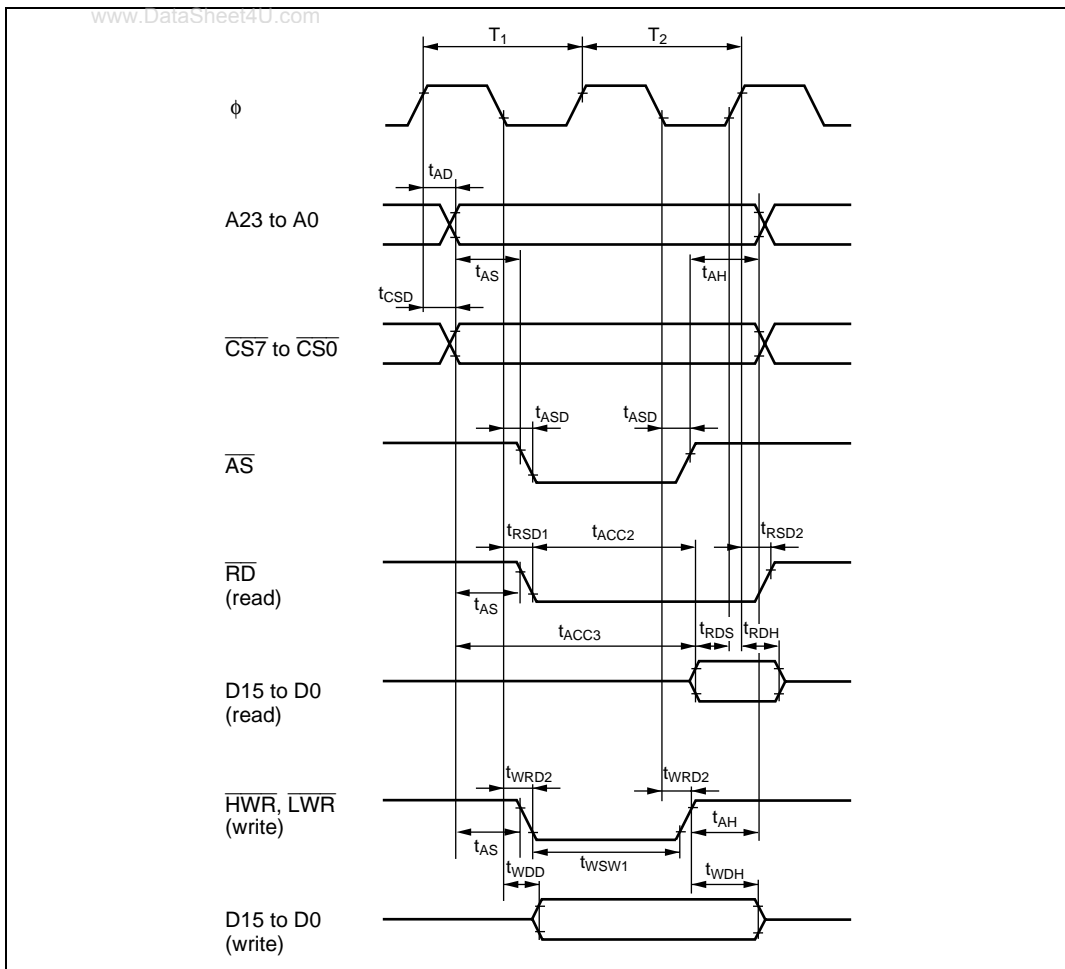 www.DataSheet4U.com
T1 T2
φ
tAD
A23 to A0
tAS tAH
tCSD
CS7 to CS0
tASD tASD
AS
tRSD1 tACC2 tRSD2
RD
(read)
tAS
tACC3 tRDS tRDH
D15 to D0
(read)
tWRD2 tWRD2
HWR, LWR
(write)
tAH
tAS
tWSW1
tWDD tWDH
D15 to D0
(write)